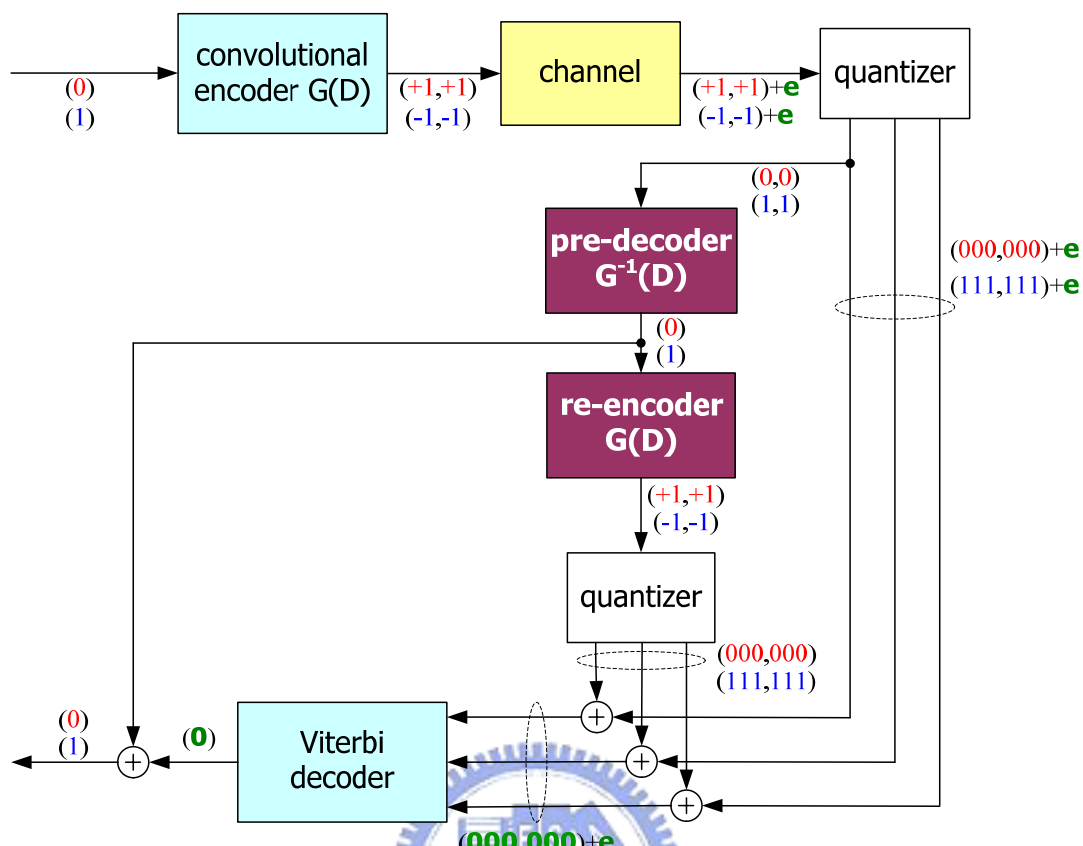 convolutional
encoder G(D)
channel
quantizer
(0)
(1)
(+1,+1)
(-1,-1)
(+1,+1)+e
(-1,-1)+e
(0,0)
(1,1)
pre-decoder
G⁻¹(D)
(000,000)+e
(111,111)+e
(0)
(1)
re-encoder
G(D)
(+1,+1)
(-1,-1)
quantizer
(000,000)
(111,111)
+
(0)
(1)
+
(0)
Viterbi
decoder
+
+
(000,000)+e